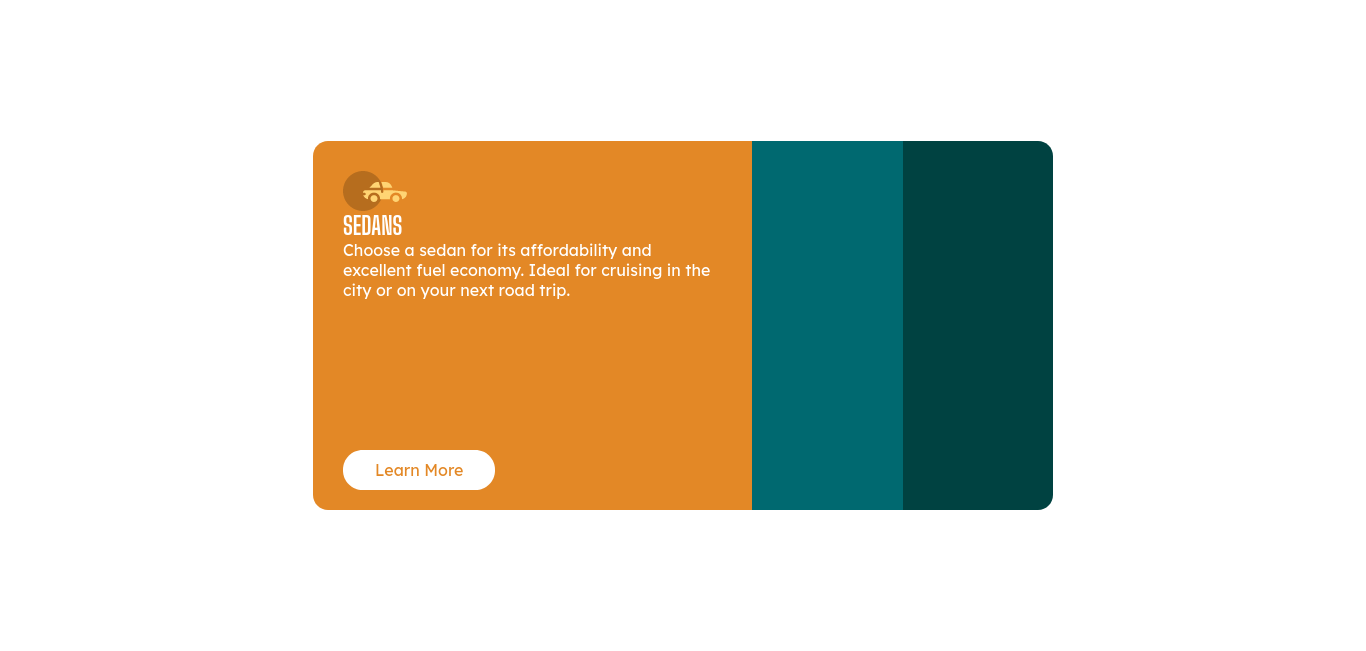 SEDANS
Choose a sedan for its affordability and
excellent fuel economy. Ideal for cruising in the
city or on your next road trip.
Learn More